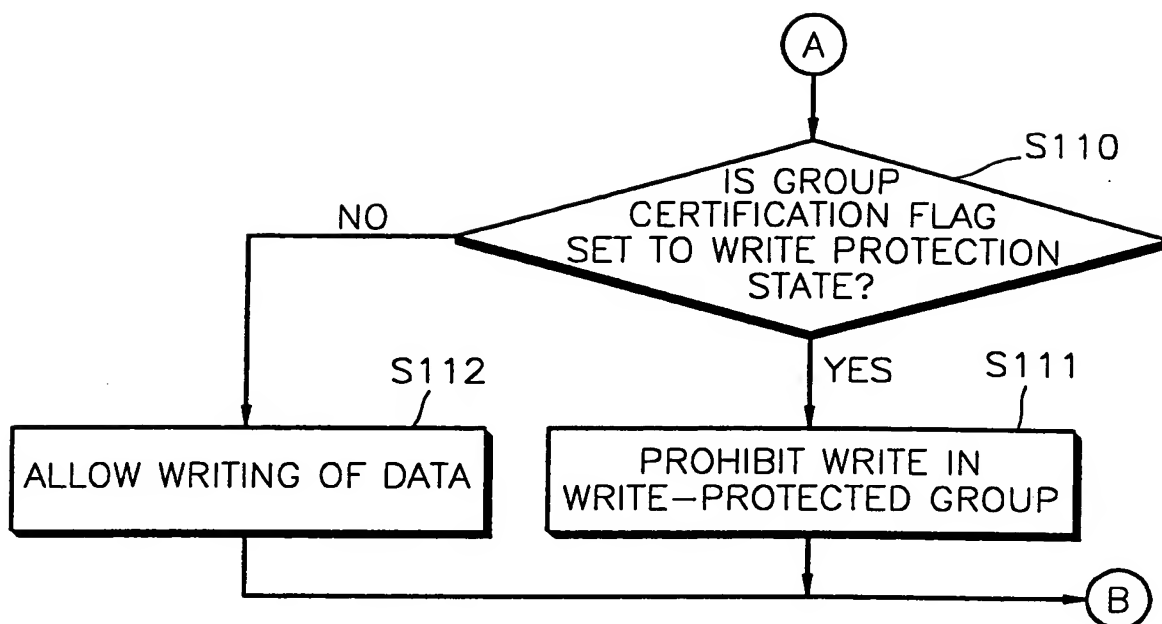 A
S110
IS GROUP
CERTIFICATION FLAG
SET TO WRITE PROTECTION
STATE?
NO
YES
S112
S111
ALLOW WRITING OF DATA
PROHIBIT WRITE IN
WRITE-PROTECTED GROUP
B